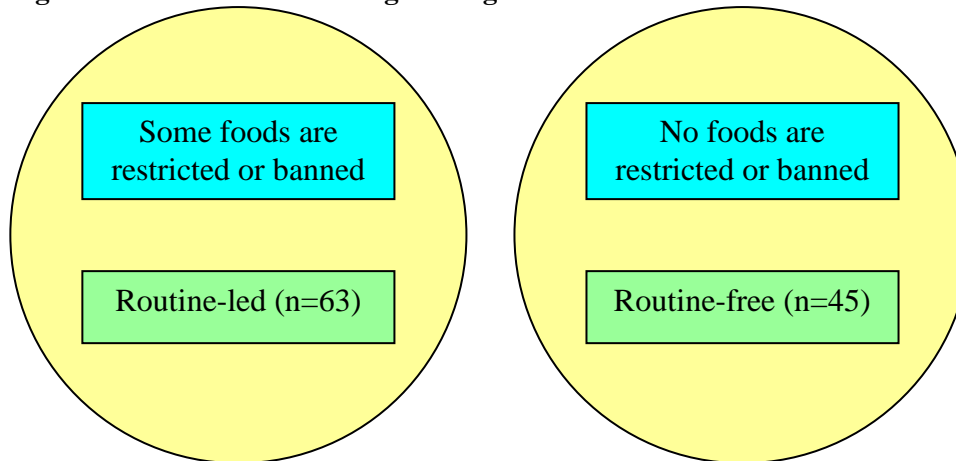 Some foods are
restricted or banned
No foods are
restricted or banned
Routine-led (n=63)
Routine-free (n=45)